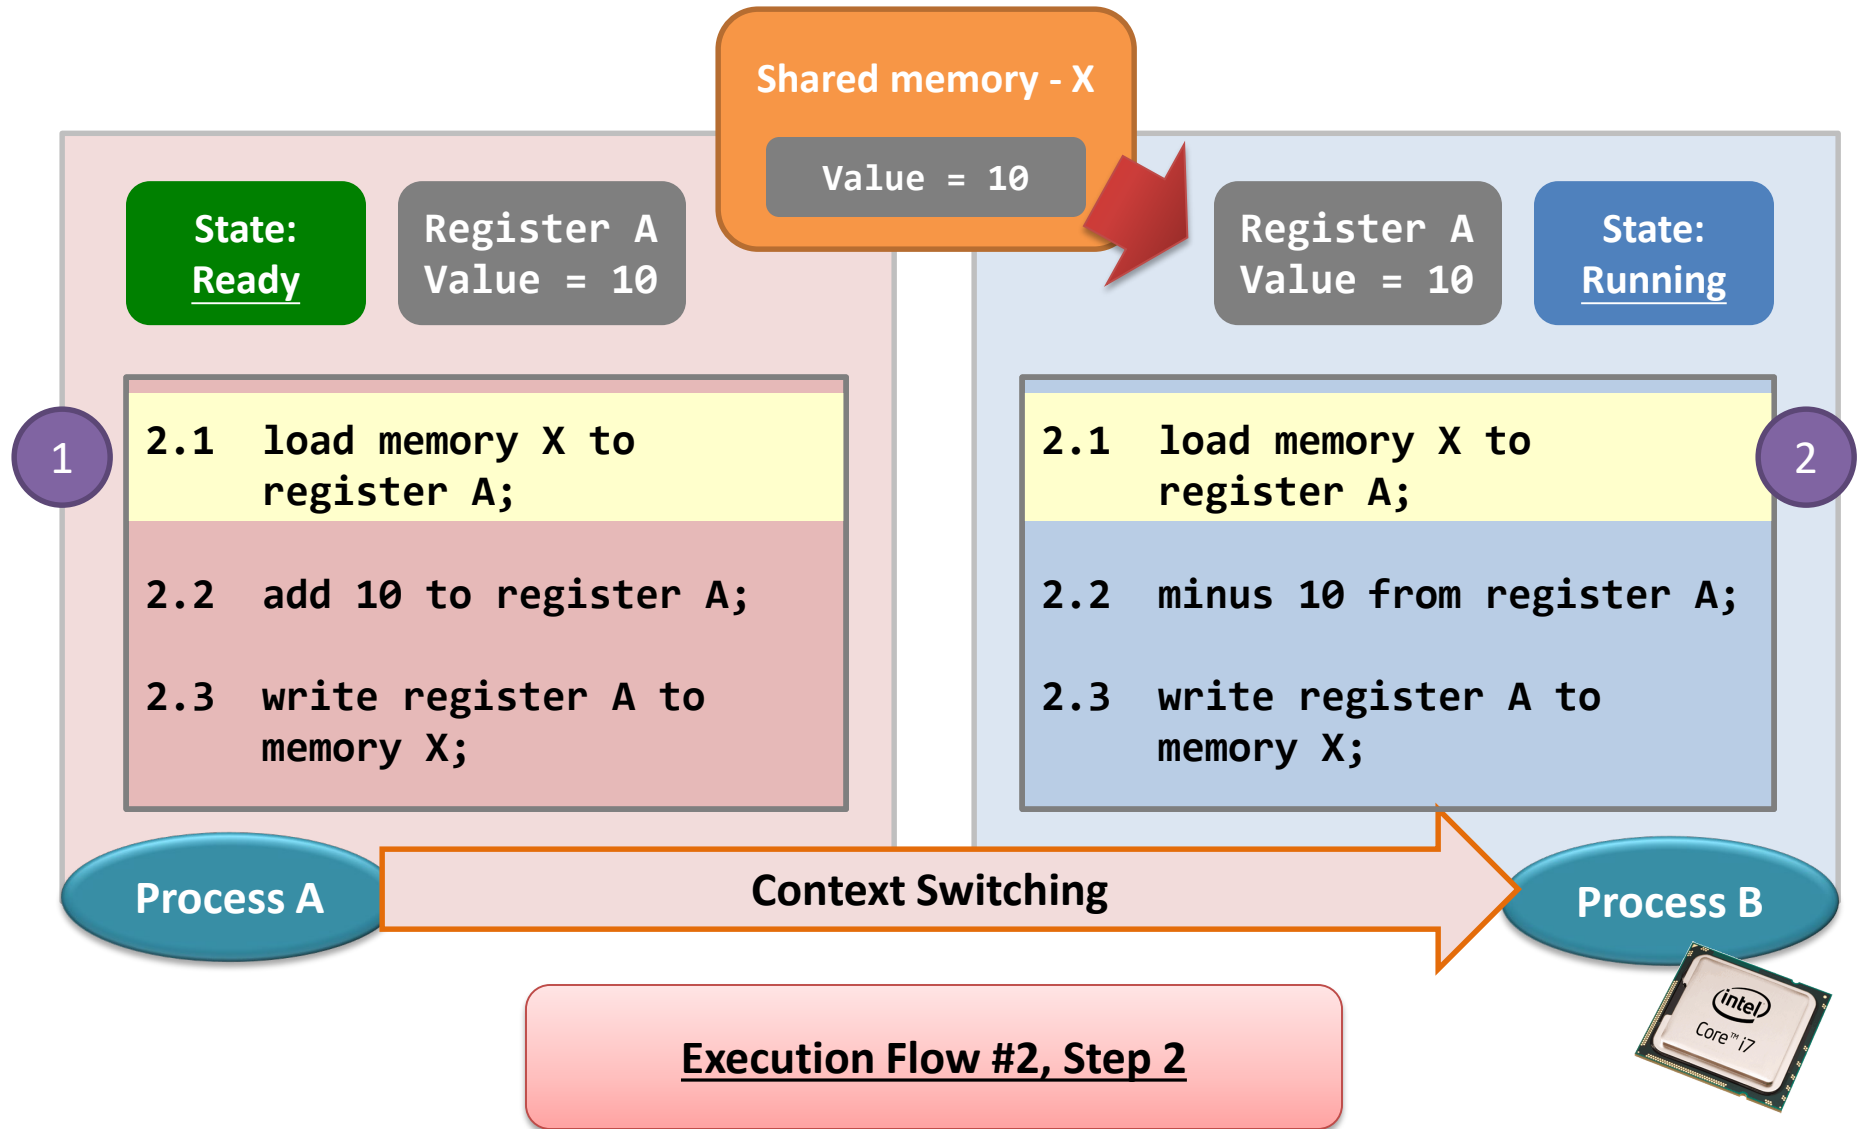 Shared memory - X
Value = 10
State:
Ready
Register A
Value = 10
Register A
Value = 10
State:
Running
1
2.1 load memory X to
register A;
2.2 add 10 to register A;
2.3 write register A to
memory X;
2.1 load memory X to
register A;
2
2.2 minus 10 from register A;
2.3 write register A to
memory X;
Process A
Context Switching
Process B
intel
Core™ i7
Execution Flow #2, Step 2